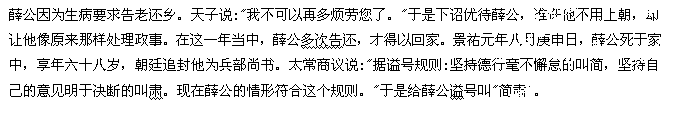 薛公因为生病要求告老还乡。天子说:"我不可以再多烦劳您了。"于是下诏优待薛公，准许他不用上朝，却
让他像原来那样处理政事。在这一年当中，薛公多次告还，才得以回家。景祐元年八月庚申日，薛公死于家
中，享年六十八岁，朝廷追封他为兵部尚书。太常商议说:"据谥号规则:坚持德行毫不懈怠的叫简，坚持自
己的意见明于决断的叫肃。现在薛公的情形符合这个规则。"于是给薛公谥号叫"简肃"。